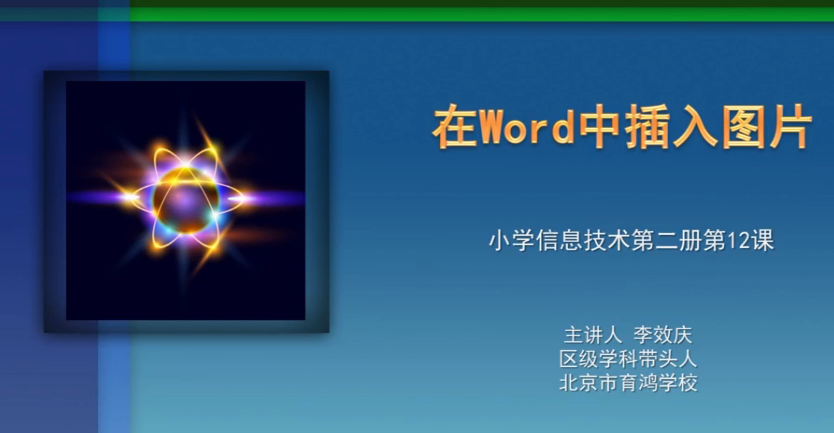 在Word中插入图片
小学信息技术第二册第12课
主讲人 李效庆
区级学科带头人
北京市育鸿学校